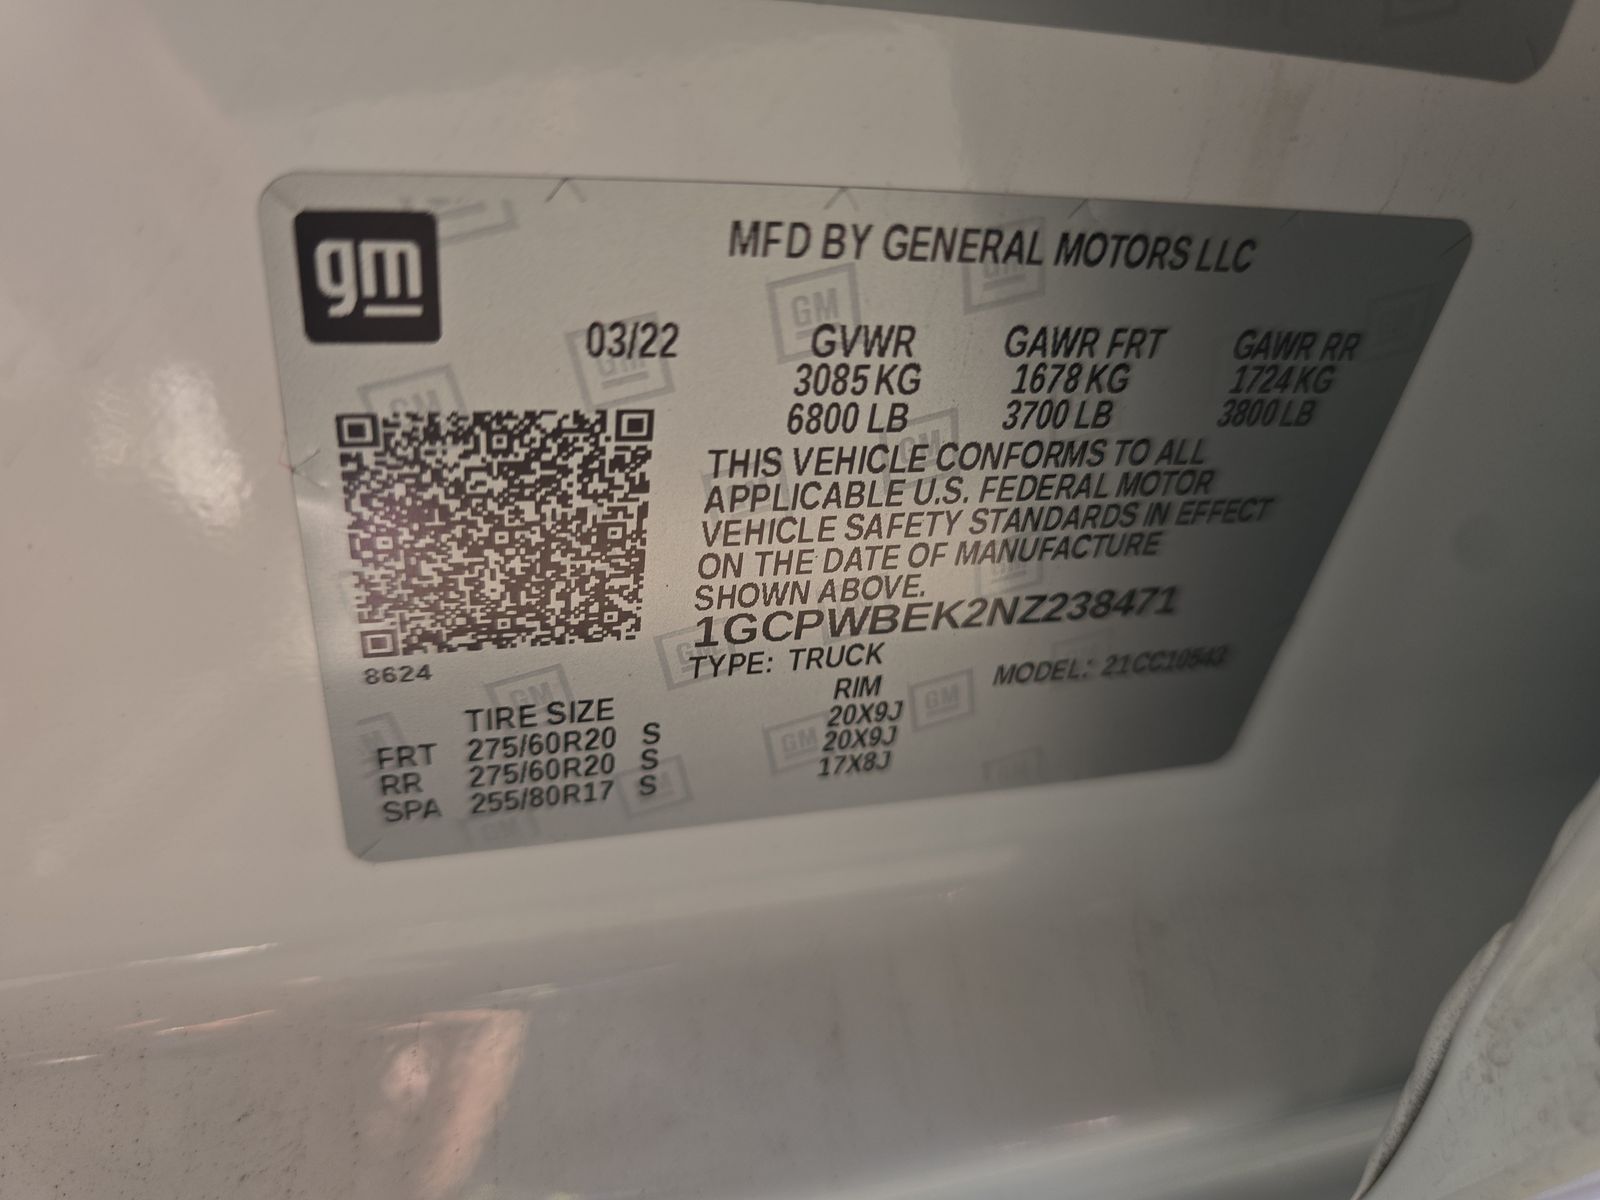 gm
MFD BY GENERAL MOTORS LLC
03/22 GVWR GAWR FRT GAWR RR
3085 KG 1678 KG 1724 KG
6800 LB 3700 LB 3800 LB
THIS VEHICLE CONFORMS TO ALL
APPLICABLE U.S. FEDERAL MOTOR
VEHICLE SAFETY STANDARDS IN EFFECT
ON THE DATE OF MANUFACTURE
SHOWN ABOVE.
1GCPWBEK2NZ238471
8624 TYPE: TRUCK MODEL: 21CC10543
TIRE SIZE RIM
FRT 275/60R20 S 20X9J
RR 275/60R20 S 20X9J
SPA 255/80R17 S 17X8J